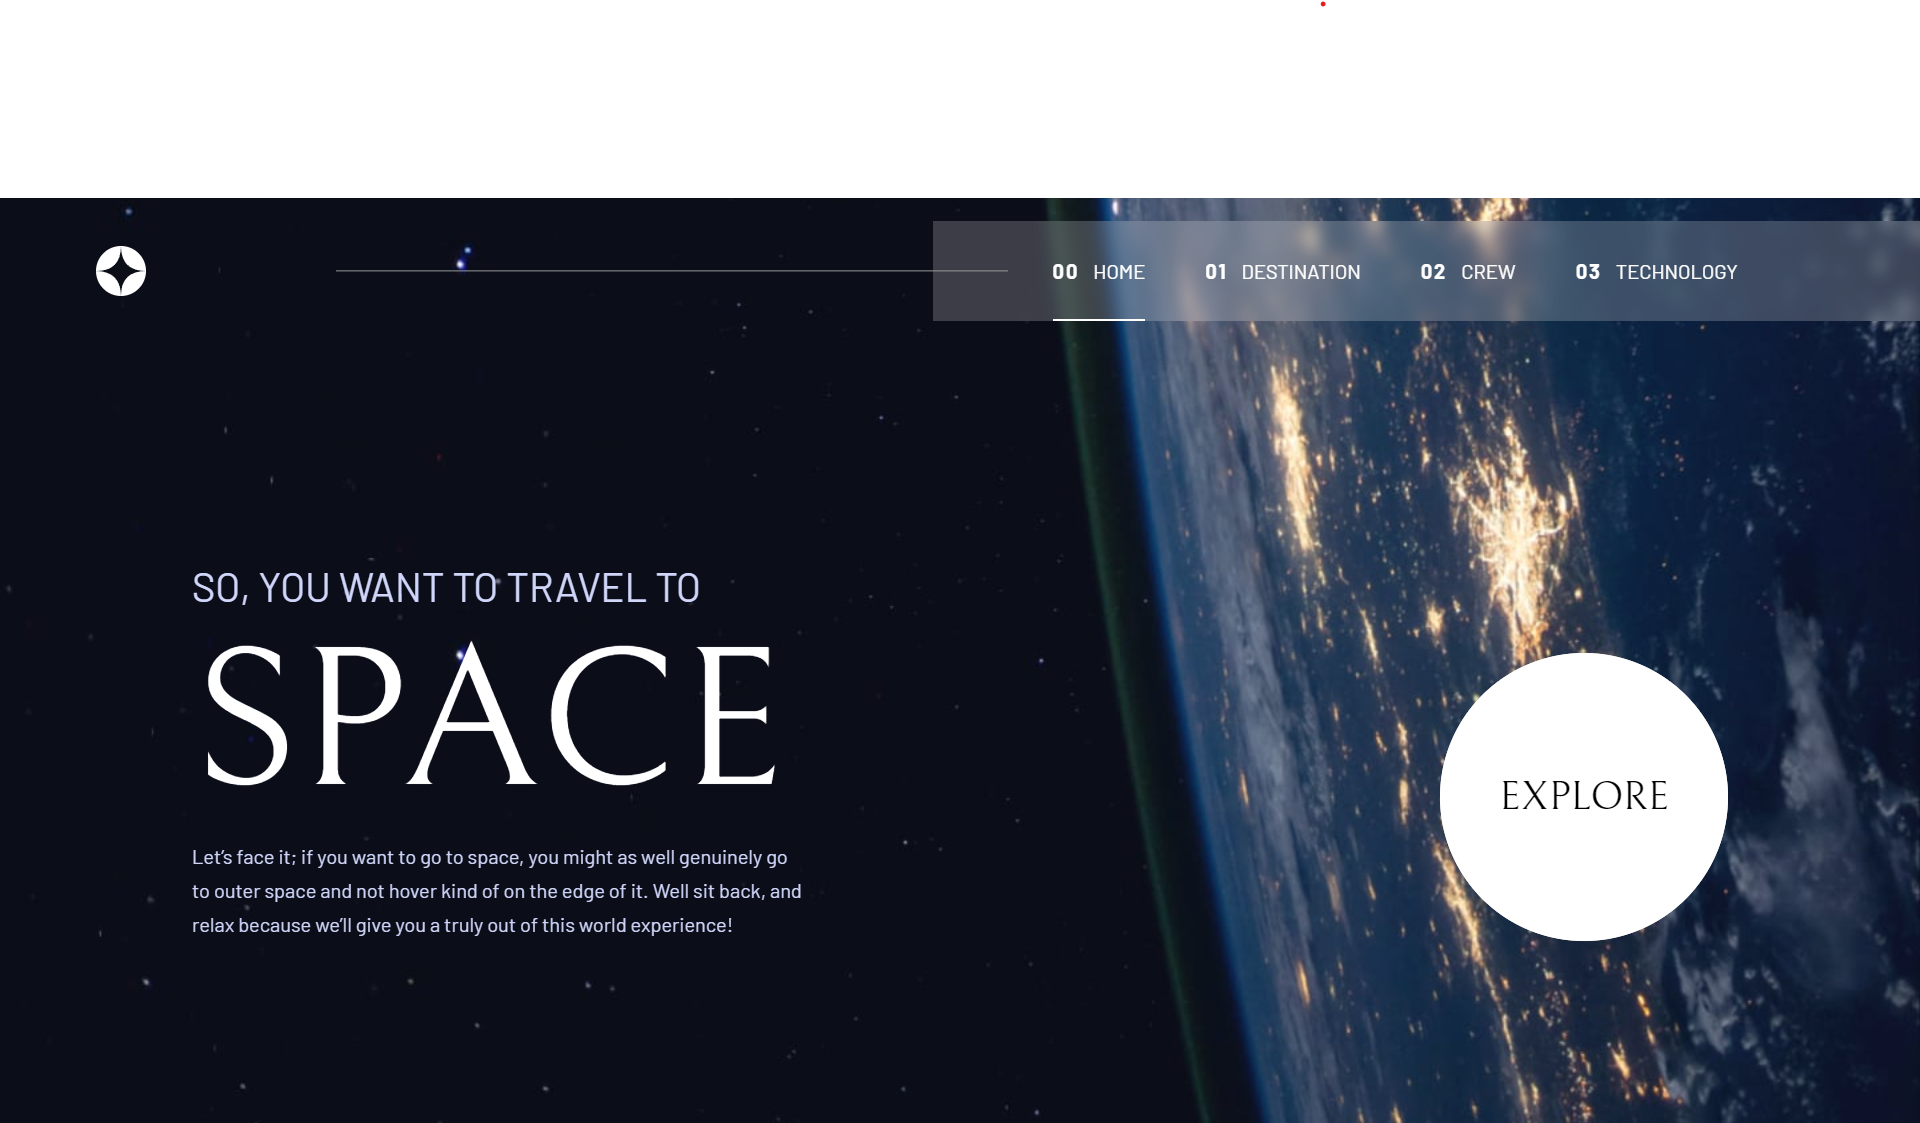 00 HOME 01 DESTINATION 02 CREW 03 TECHNOLOGY
SO, YOU WANT TO TRAVEL TO
SPACE
Let’s face it; if you want to go to space, you might as well genuinely go
to outer space and not hover kind of on the edge of it. Well sit back, and
relax because we’ll give you a truly out of this world experience!
EXPLORE